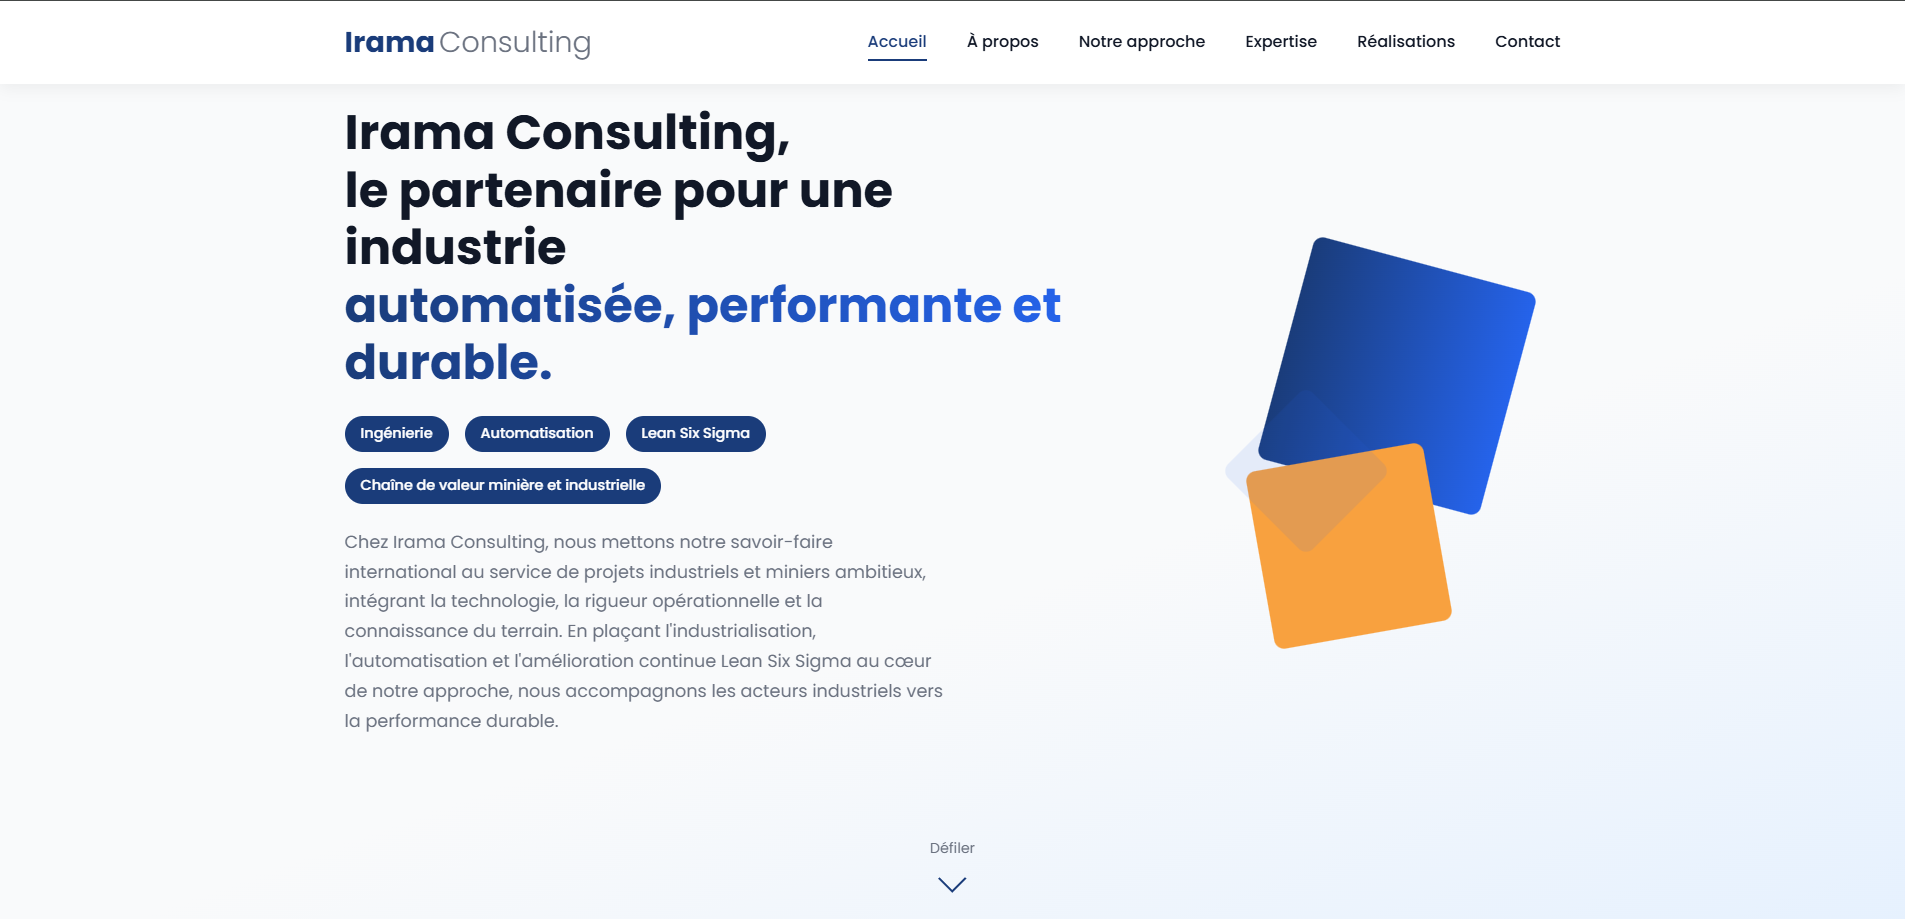 Irama Consulting
Accueil À propos Notre approche Expertise Réalisations Contact
Irama Consulting,
le partenaire pour une
industrie
automatisée, performante et
durable.
Ingénierie Automatisation Lean Six Sigma
Chaîne de valeur minière et industrielle
Chez Irama Consulting, nous mettons notre savoir-faire
international au service de projets industriels et miniers ambitieux,
intégrant la technologie, la rigueur opérationnelle et la
connaissance du terrain. En plaçant l'industrialisation,
l'automatisation et l'amélioration continue Lean Six Sigma au cœur
de notre approche, nous accompagnons les acteurs industriels vers
la performance durable.
Défiler